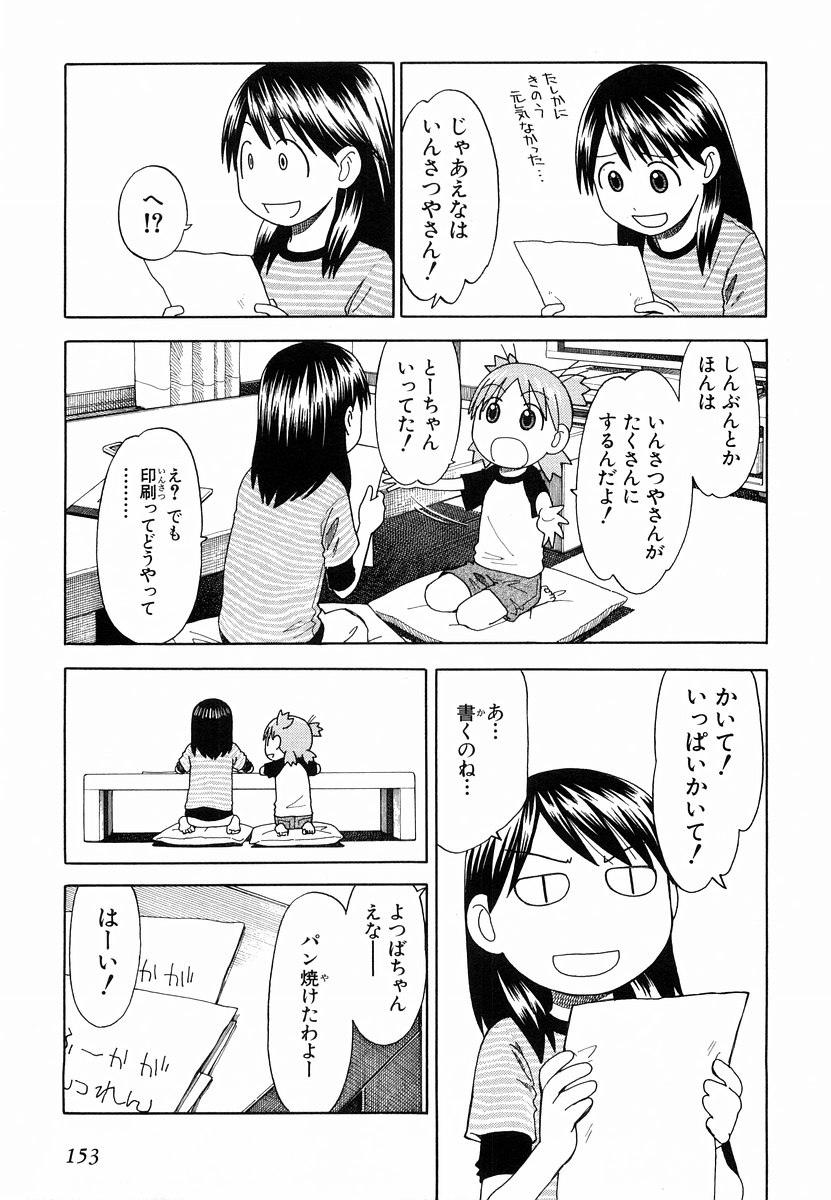 たしかに
きのう
元気なかった…
じゃあえなは
いんさつやさん！
へ!?
しんぶんとか
ほんは
いんさつやさんが
たくさんに
するんだよ！
とーちゃん
いってた！
え？でも
印刷ってどうやって
………
かいて！
いっぱいかいて！
あ…
書くのね…
よつばちゃん
えなー
パン焼けたわよー
はーい！
153